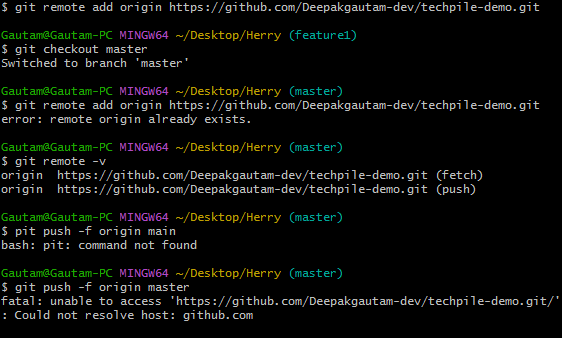 $ git remote add origin https://github.com/Deepakgautam-dev/techpile-demo.git
Gautam@Gautam-PC MINGW64 ~/Desktop/Herry (feature1)
$ git checkout master
Switched to branch 'master'
Gautam@Gautam-PC MINGW64 ~/Desktop/Herry (master)
$ git remote add origin https://github.com/Deepakgautam-dev/techpile-demo.git
error: remote origin already exists.
Gautam@Gautam-PC MINGW64 ~/Desktop/Herry (master)
$ git remote -v
origin  https://github.com/Deepakgautam-dev/techpile-demo.git (fetch)
origin  https://github.com/Deepakgautam-dev/techpile-demo.git (push)
Gautam@Gautam-PC MINGW64 ~/Desktop/Herry (master)
$ pit push -f origin main
bash: pit: command not found
Gautam@Gautam-PC MINGW64 ~/Desktop/Herry (master)
$ git push -f origin master
fatal: unable to access 'https://github.com/Deepakgautam-dev/techpile-demo.git/'
: Could not resolve host: github.com